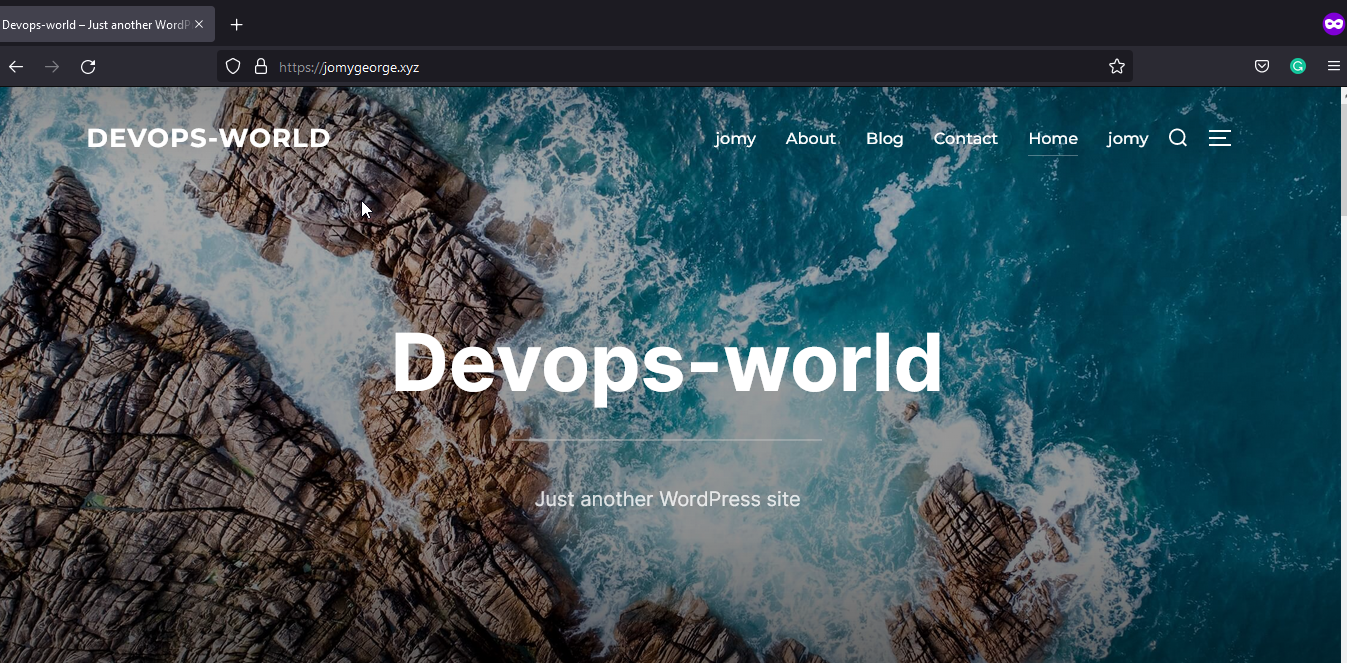 Devops-world – Just another WordP
https://jomygeorge.xyz
DEVOPS-WORLD
jomy About Blog Contact Home jomy
Devops-world
Just another WordPress site